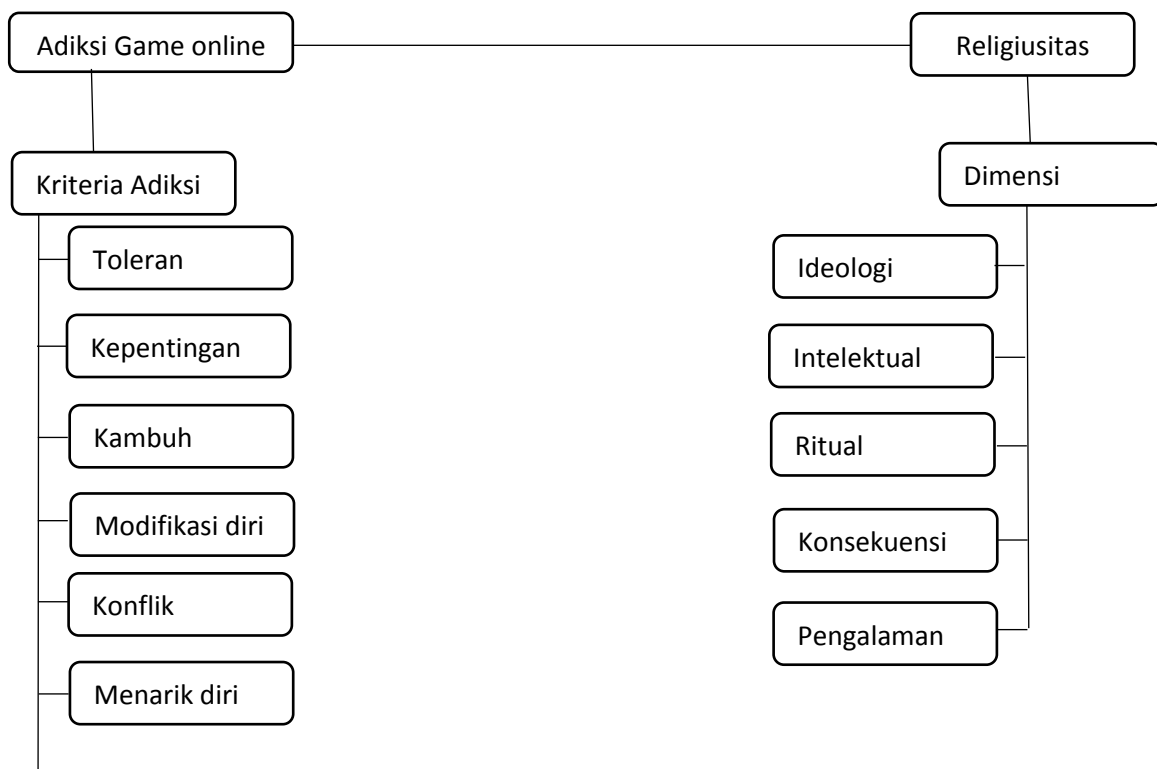 Adiksi Game online
Religiusitas
Kriteria Adiksi
Dimensi
Toleran
Kepentingan
Kambuh
Modifikasi diri
Konflik
Menarik diri
Ideologi
Intelektual
Ritual
Konsekuensi
Pengalaman